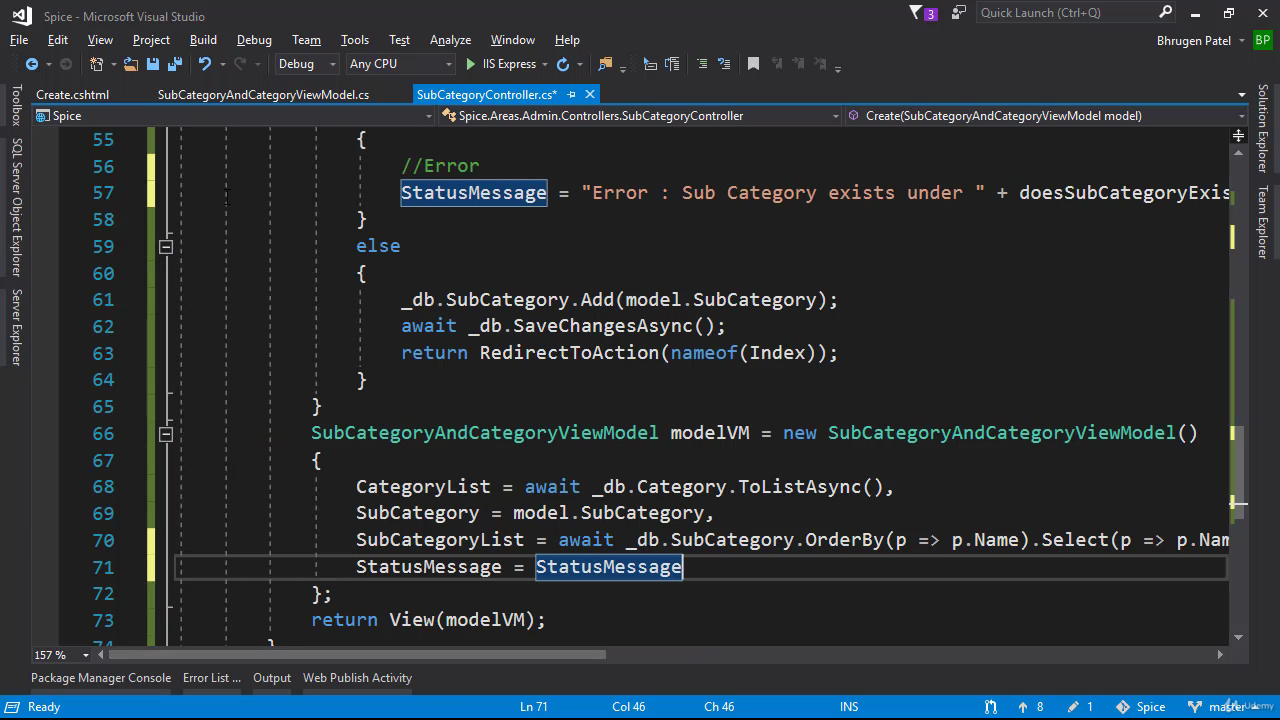 Spice - Microsoft Visual Studio
3
Quick Launch (Ctrl+Q)
File Edit View Project Build Debug Team Tools Test Analyze Window Help
Bhrugen Patel BP
Debug Any CPU IIS Express
Create.cshtml SubCategoryAndCategoryViewModel.cs SubCategoryController.cs*
Spice Spice.Areas.Admin.Controllers.SubCategoryController Create(SubCategoryAndCategoryViewModel model)
Toolbox
SQL Server Object Explorer
Server Explorer
Solution Explorer
Team Explorer
55 {
56 //Error
57 StatusMessage = "Error : Sub Category exists under " + doesSubCategoryExis
58 }
59 else
60 {
61 _db.SubCategory.Add(model.SubCategory);
62 await _db.SaveChangesAsync();
63 return RedirectToAction(nameof(Index));
64 }
65 }
66 SubCategoryAndCategoryViewModel modelVM = new SubCategoryAndCategoryViewModel()
67 {
68 CategoryList = await _db.Category.ToListAsync(),
69 SubCategory = model.SubCategory,
70 SubCategoryList = await _db.SubCategory.OrderBy(p => p.Name).Select(p => p.Nam
71 StatusMessage = StatusMessage
72 };
73 return View(modelVM);
74 }
157 %
Package Manager Console Error List ... Output Web Publish Activity
Ready Ln 71 Col 46 Ch 46 INS 8 1 Spice master
Udemy